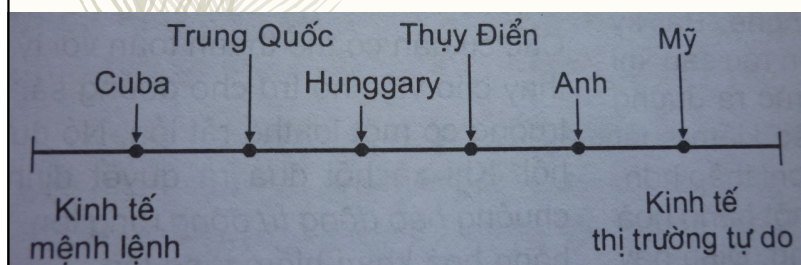 Trung Quốc Thụy Điển Mỹ
Cuba Hunggary Anh
Kinh tế
mệnh lệnh
Kinh tế
thị trường tự do